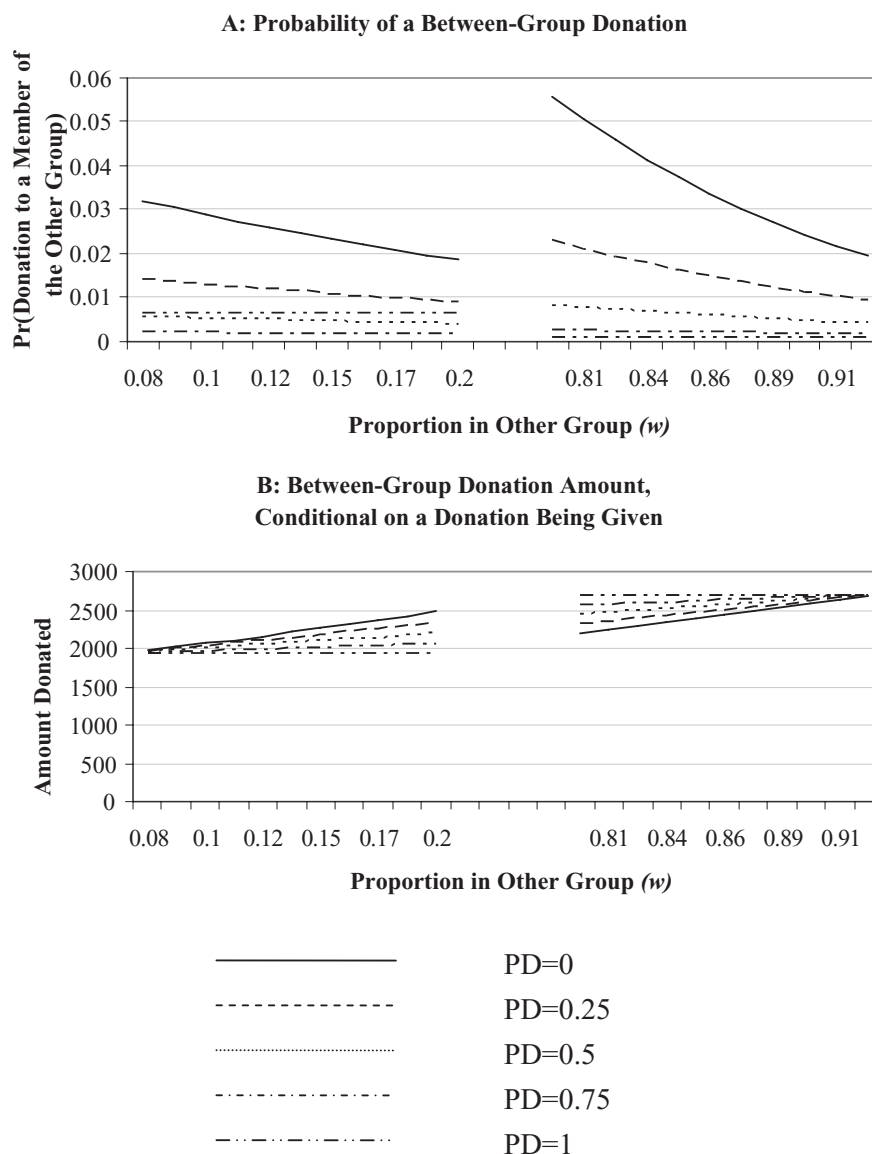 A: Probability of a Between-Group Donation
Pr(Donation to a Member of
the Other Group)
0.06
0.05
0.04
0.03
0.02
0.01
0
0.08 0.1 0.12 0.15 0.17 0.2 0.81 0.84 0.86 0.89 0.91
Proportion in Other Group (w)
B: Between-Group Donation Amount,
Conditional on a Donation Being Given
Amount Donated
3000
2500
2000
1500
1000
500
0
0.08 0.1 0.12 0.15 0.17 0.2 0.81 0.84 0.86 0.89 0.91
Proportion in Other Group (w)
PD=0
PD=0.25
PD=0.5
PD=0.75
PD=1